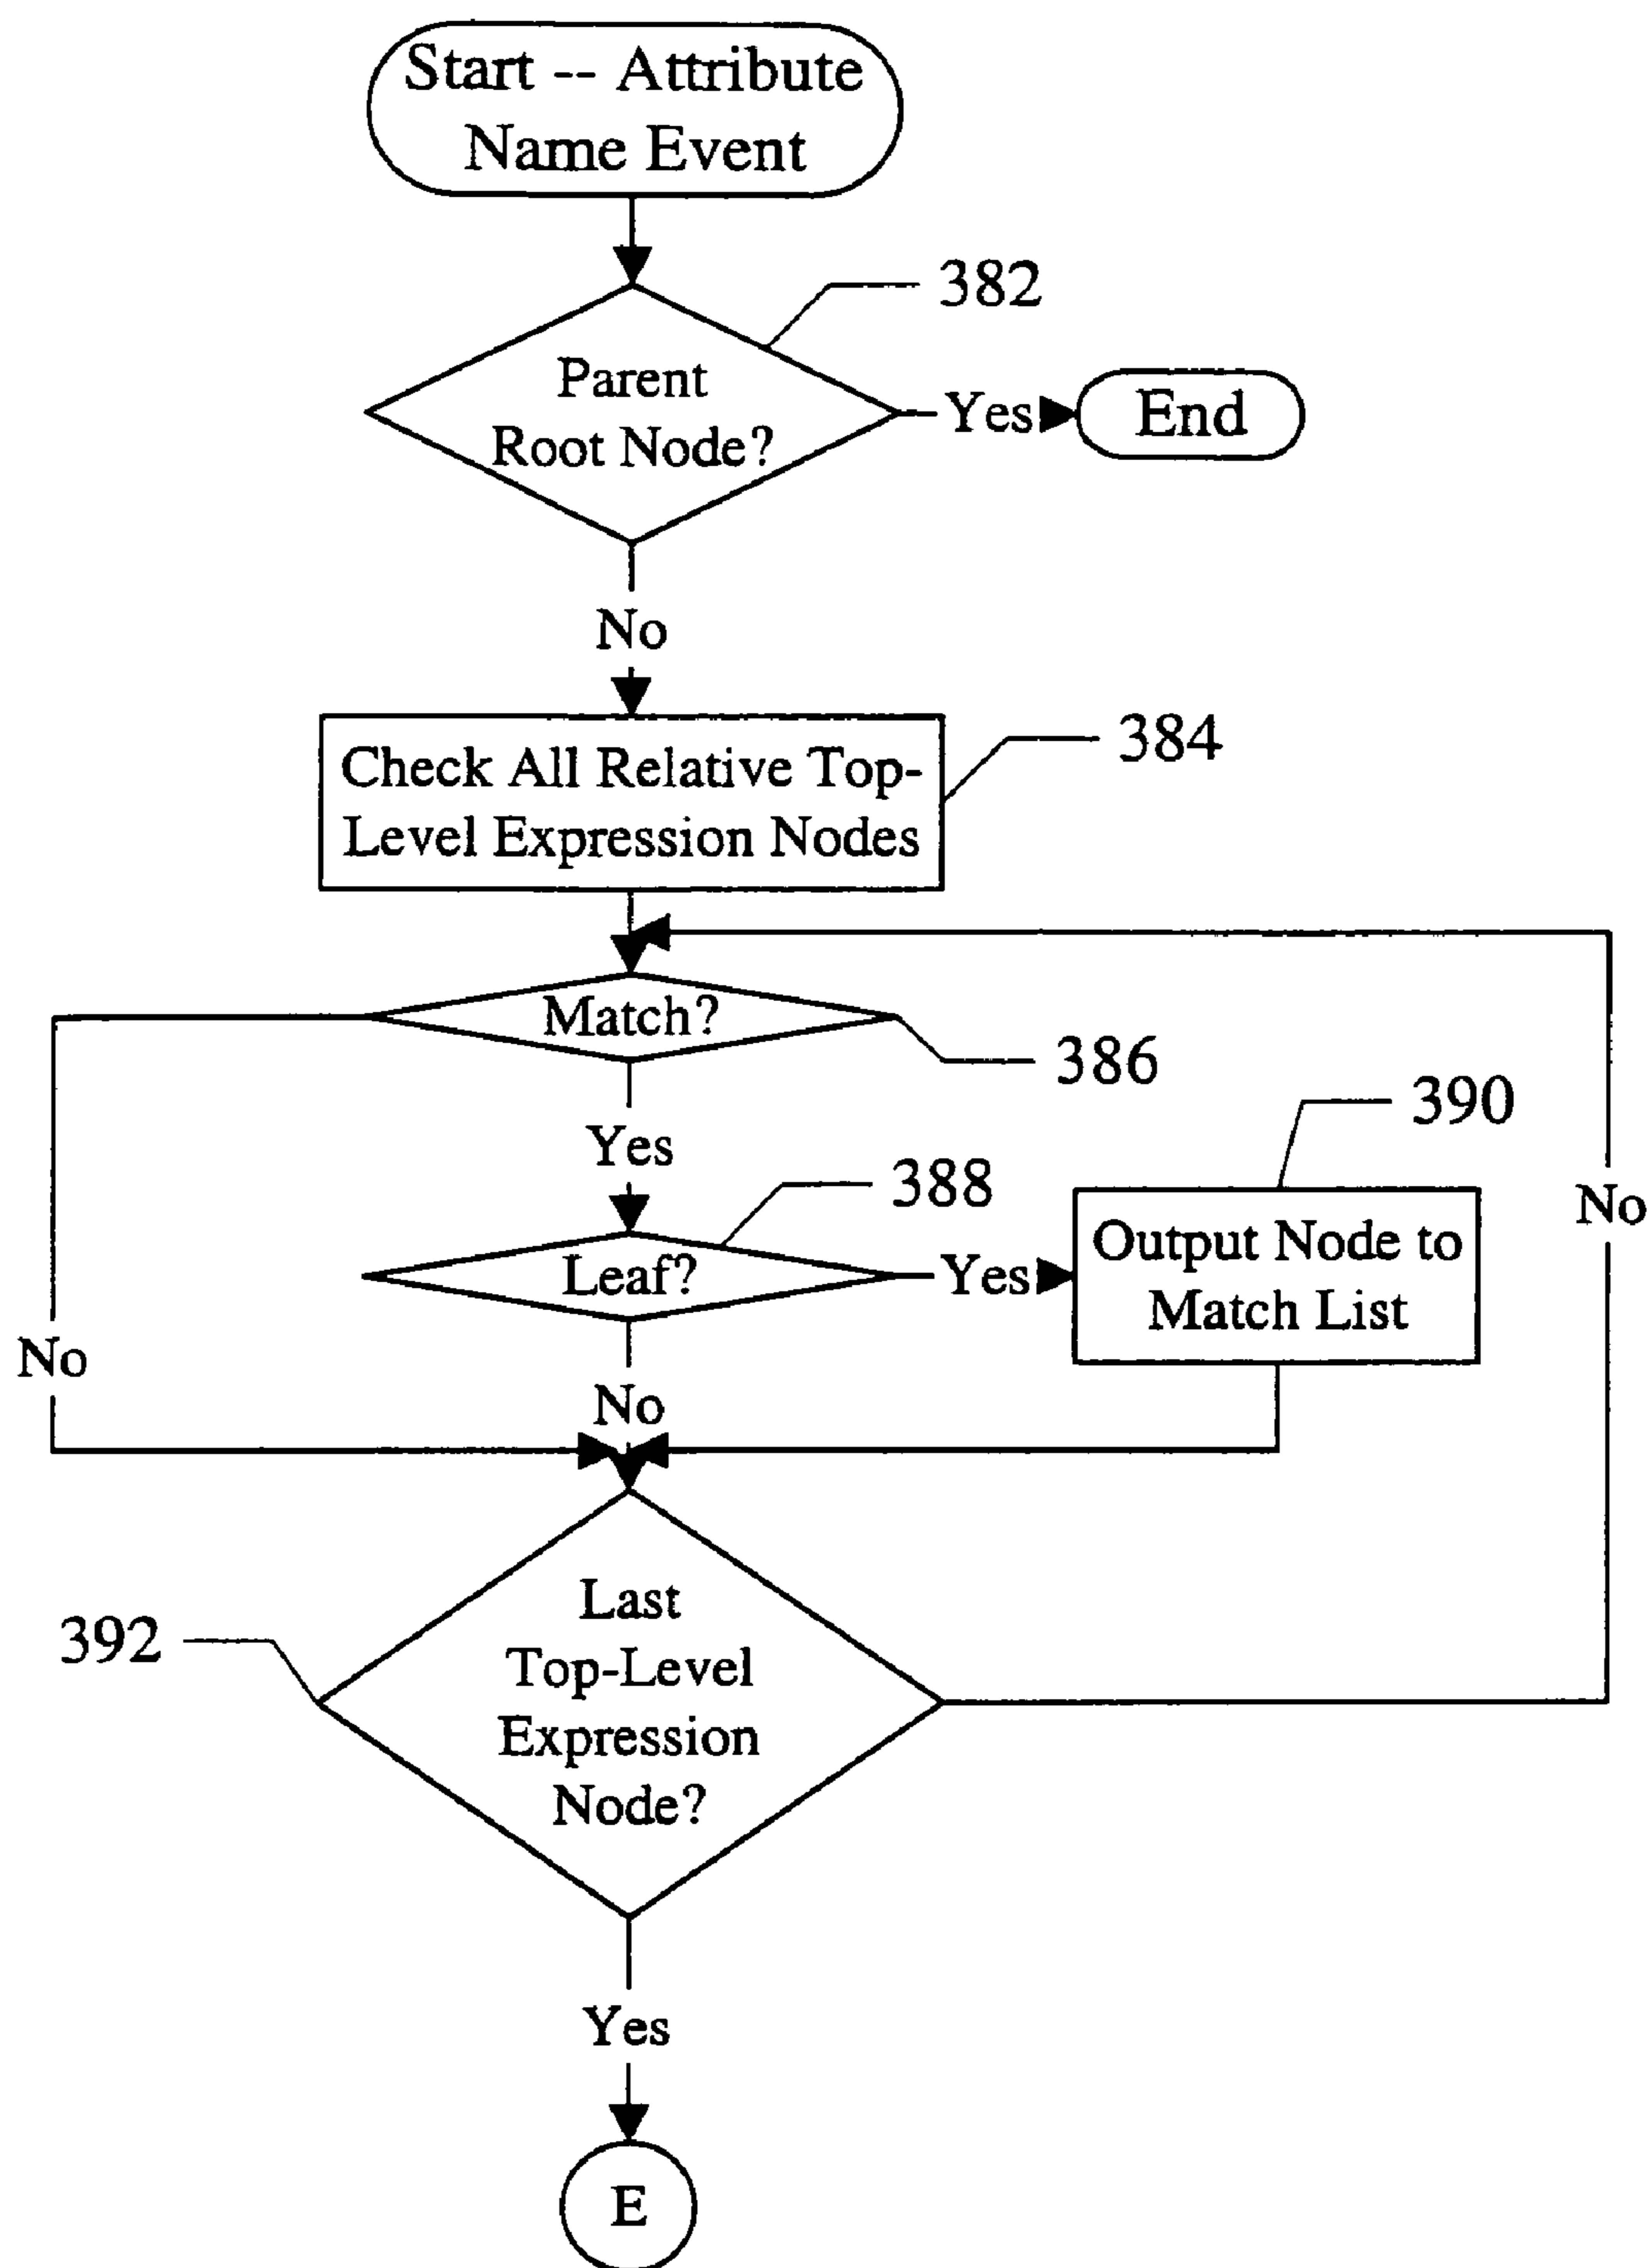 Start -- Attribute
Name Event
382
Parent
Root Node?
Yes
End
No
Check All Relative Top-
Level Expression Nodes
384
Match?
386
Yes
390
388
Leaf?
Yes
Output Node to
Match List
No
No
No
Last
Top-Level
Expression
Node?
392
Yes
E